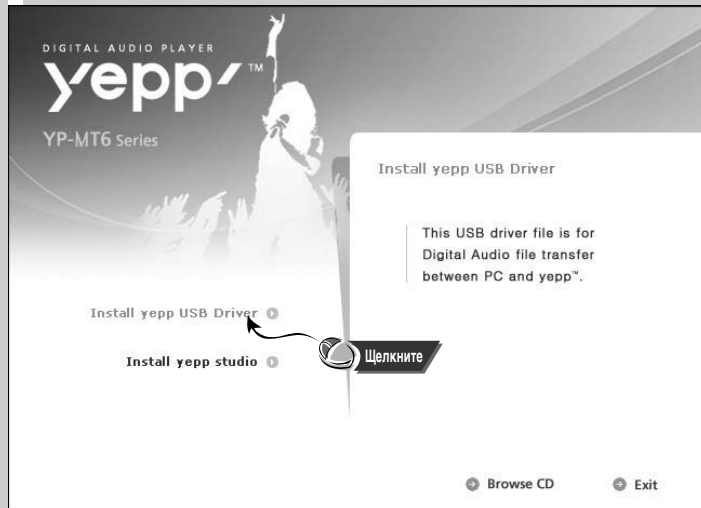 DIGITAL AUDIO PLAYER
yepp’™
YP-MT6 Series
Install yepp USB Driver
This USB driver file is for
Digital Audio file transfer
between PC and yepp™.
Install yepp USB Driver
Щелкните
Install yepp studio
Browse CD
Exit